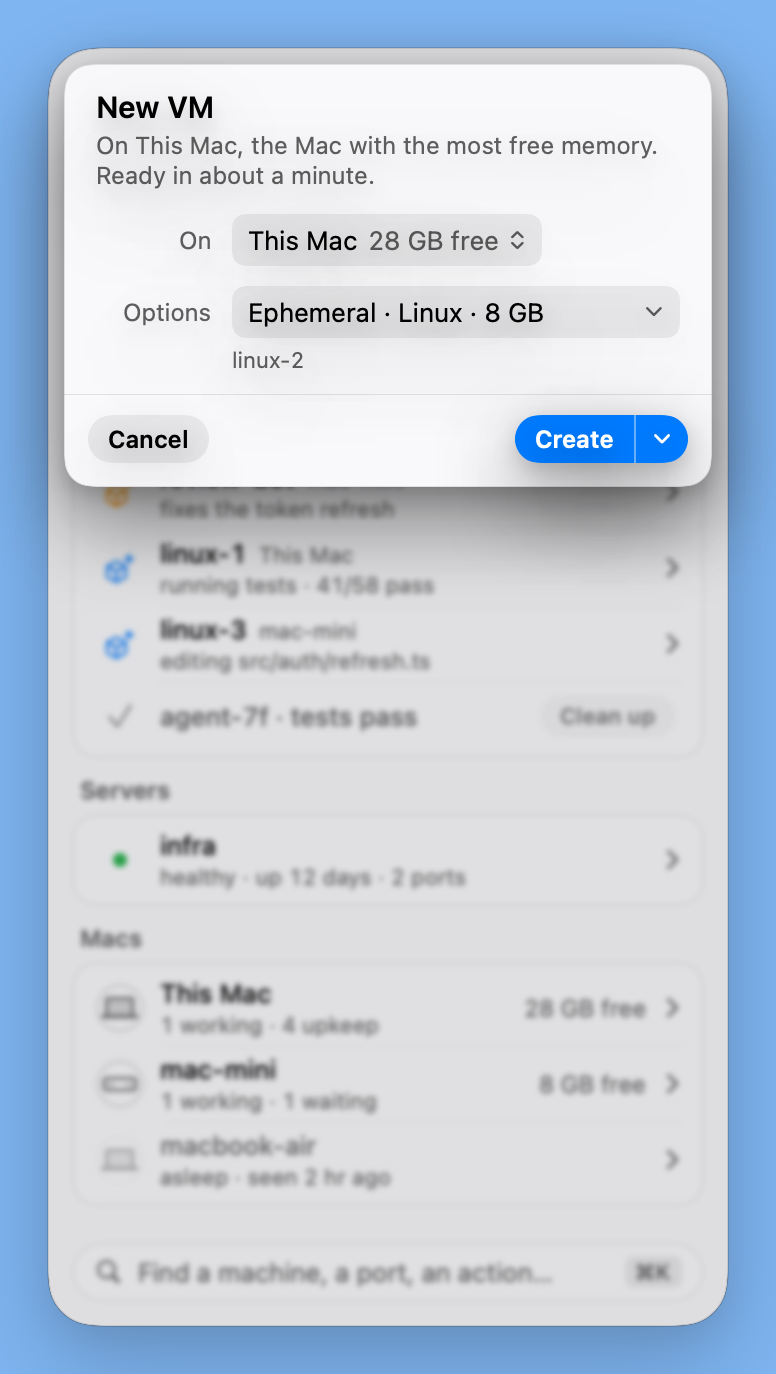 New VM
On This Mac, the Mac with the most free memory.
Ready in about a minute.
On This Mac 28 GB free
Options Ephemeral · Linux · 8 GB
linux-2
Cancel Create
fixes the token refresh
linux-1 This Mac
running tests · 41/58 pass
linux-3 mac-mini
editing src/auth/refresh.ts
agent-7f · tests pass Clean up
Servers
infra
healthy · up 12 days · 2 ports
Macs
This Mac 28 GB free
1 working · 4 upkeep
mac-mini 8 GB free
1 working · 1 waiting
macbook-air
asleep · seen 2 hr ago
Find a machine, a port, an action... ⌘K